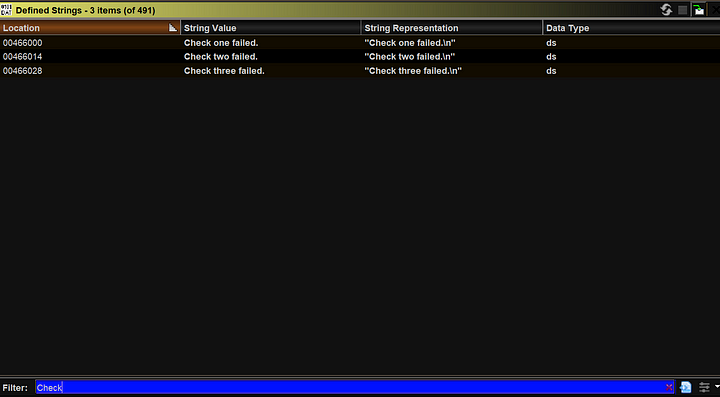 Defined Strings - 3 items (of 491)
Location String Value String Representation Data Type
00466000 Check one failed. "Check one failed.\n" ds
00466014 Check two failed. "Check two failed.\n" ds
00466028 Check three failed. "Check three failed.\n" ds
Filter: Check